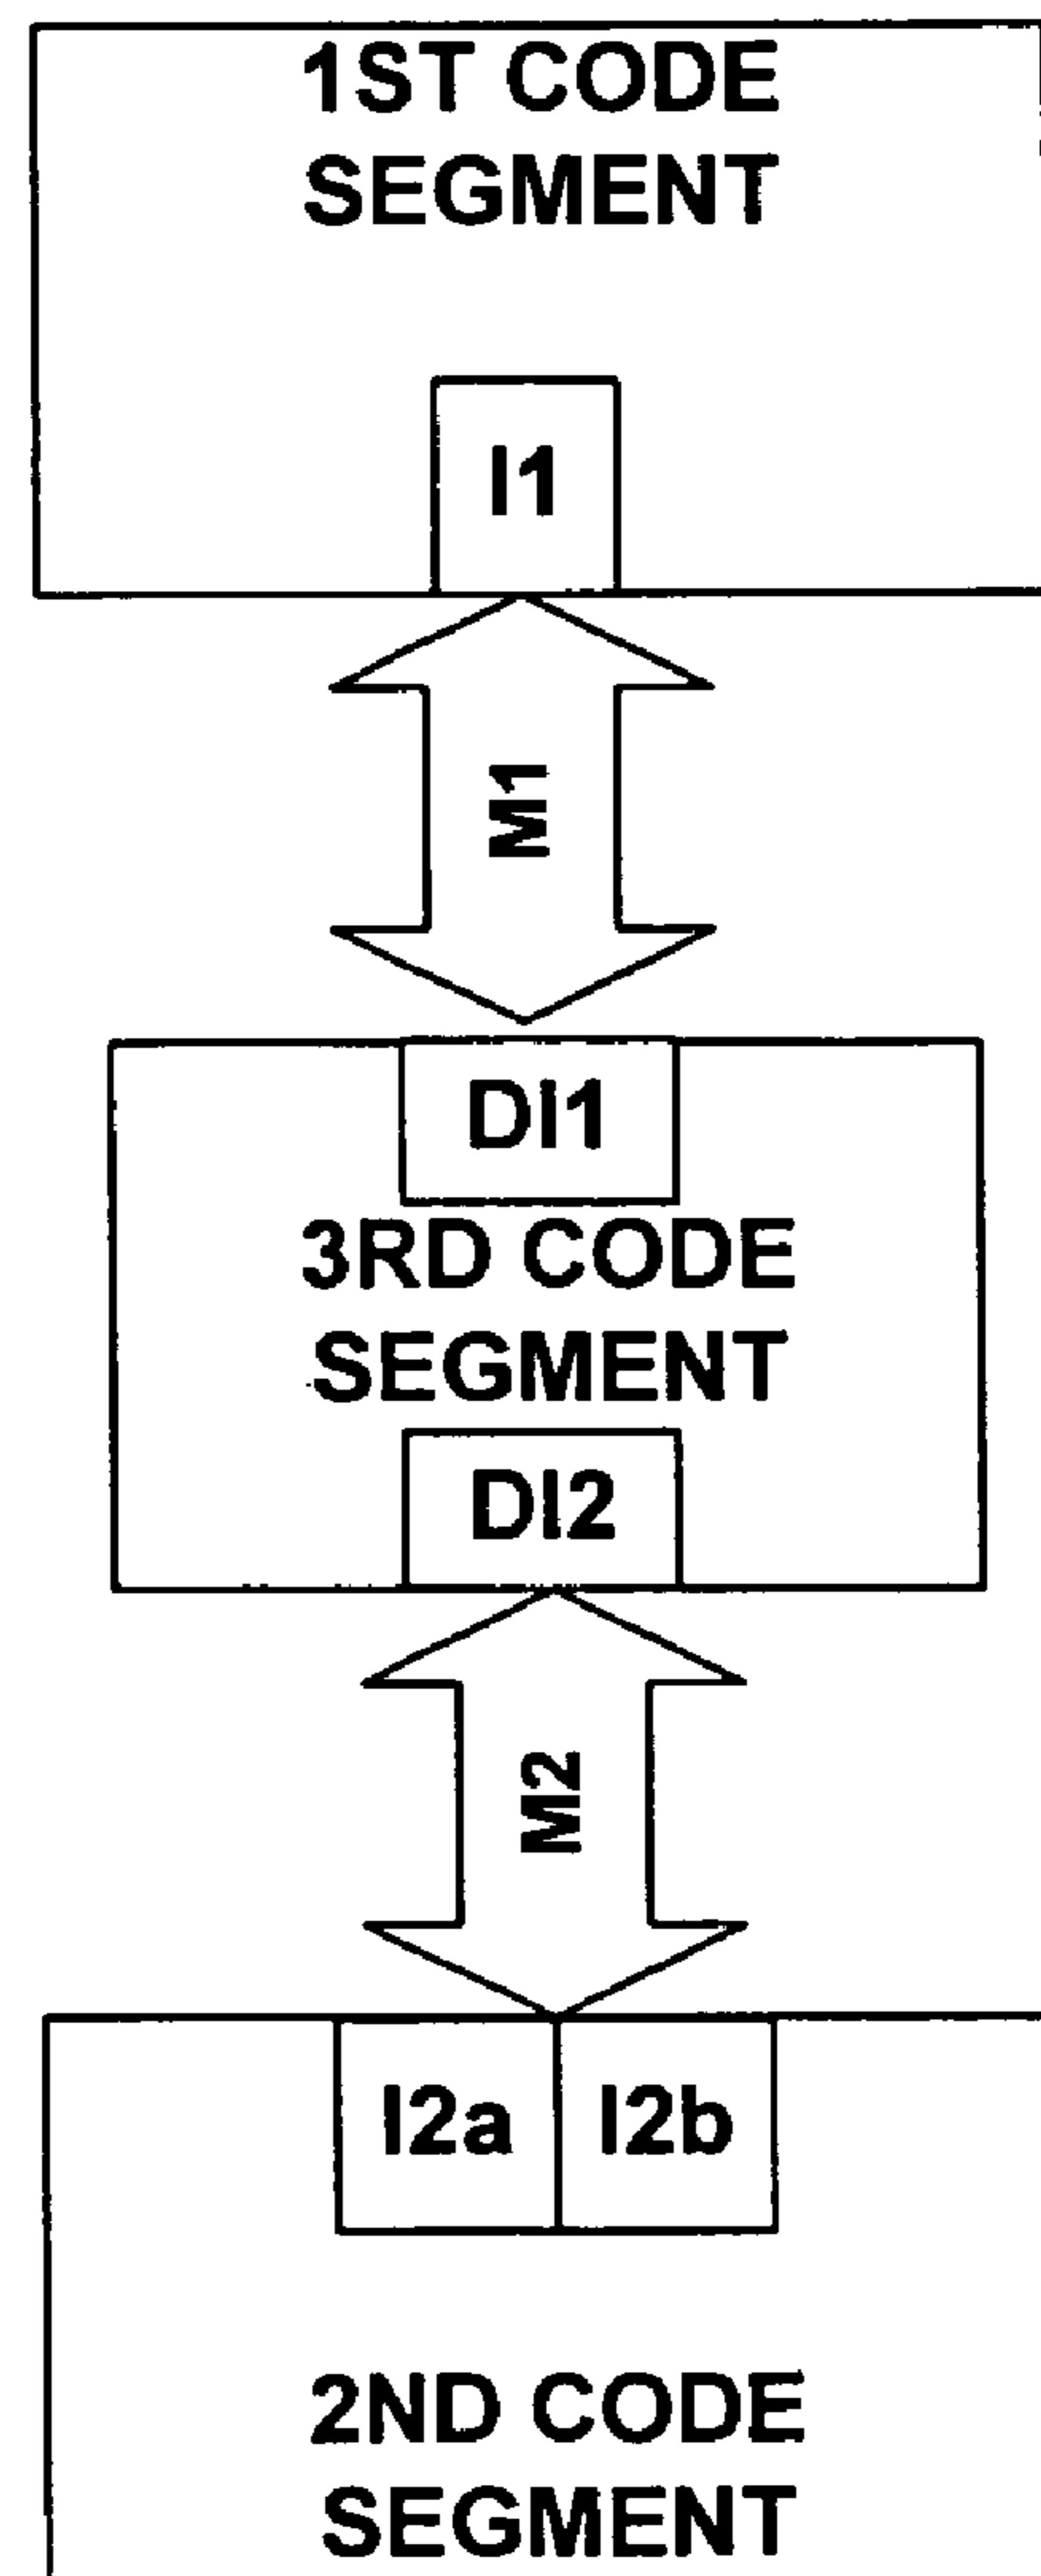 1ST CODE
SEGMENT
I1
M1
DI1
3RD CODE
SEGMENT
DI2
M2
I2a I2b
2ND CODE
SEGMENT